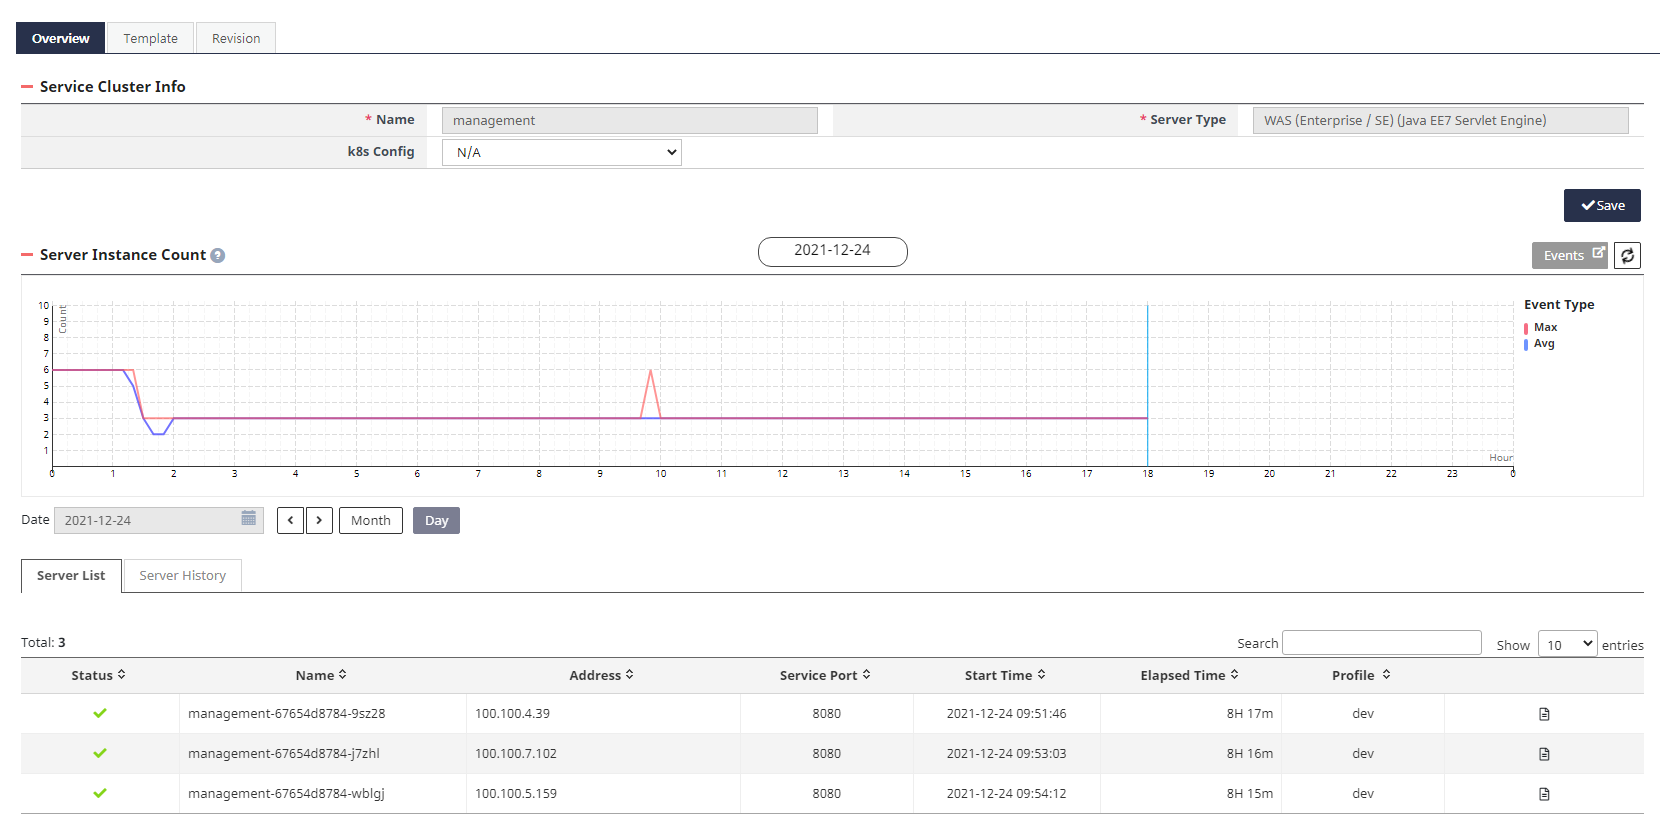 Overview Template Revision
Service Cluster Info
* Name management * Server Type WAS (Enterprise / SE) (Java EE7 Servlet Engine)
k8s Config N/A
Save
Server Instance Count ? 2021-12-24 Events
Count
10
9
8
7
6
5
4
3
2
1
Hour
0 1 2 3 4 5 6 7 8 9 10 11 12 13 14 15 16 17 18 19 20 21 22 23 0
Event Type
Max
Avg
Date 2021-12-24 < > Month Day
Server List Server History
Total: 3 Search Show 10 entries
Status Name Address Service Port Start Time Elapsed Time Profile
management-67654d8784-9sz28 100.100.4.39 8080 2021-12-24 09:51:46 8H 17m dev
management-67654d8784-j7zhl 100.100.7.102 8080 2021-12-24 09:53:03 8H 16m dev
management-67654d8784-wblgj 100.100.5.159 8080 2021-12-24 09:54:12 8H 15m dev